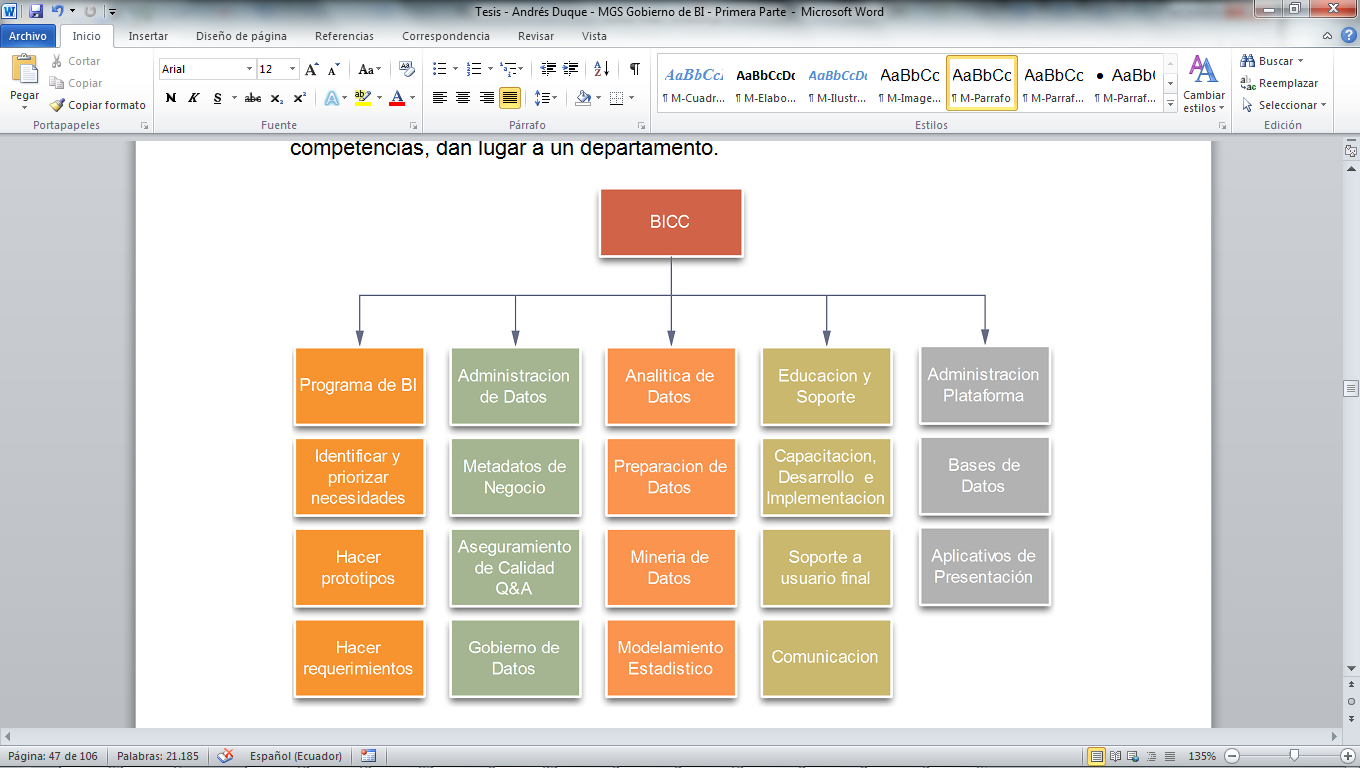 Tesis - Andrés Duque - MGS Gobierno de BI - Primera Parte - Microsoft Word
Archivo Inicio Insertar Diseño de página Referencias Correspondencia Revisar Vista
Pegar
Cortar
Copiar
Copiar formato
Portapapeles
Arial 12
N K S abc x₂ x²
Fuente
Párrafo
AaBbCcI AaBbCcDc AaBbCcDc AaBbCc AaBbCc AaBbCc AaBb
¶ M-Cuadr... ¶ M-Elabo... ¶ M-Ilustr... ¶ M-Image... ¶ M-Parrafo ¶ M-Parraf... ¶ M-Parraf...
Cambiar
estilos
Estilos
Buscar
Reemplazar
Seleccionar
Edición
competencias, dan lugar a un departamento.
BICC
Programa de BI
Identificar y
priorizar
necesidades
Hacer
prototipos
Hacer
requerimientos
Administracion
de Datos
Metadatos de
Negocio
Aseguramiento
de Calidad
Q&A
Gobierno de
Datos
Analitica de
Datos
Preparacion de
Datos
Mineria de
Datos
Modelamiento
Estadistico
Educacion y
Soporte
Capacitacion,
Desarrollo e
Implementacion
Soporte a
usuario final
Comunicacion
Administracion
Plataforma
Bases de
Datos
Aplicativos de
Presentación
Página: 47 de 106 Palabras: 21.185 Español (Ecuador) 135%